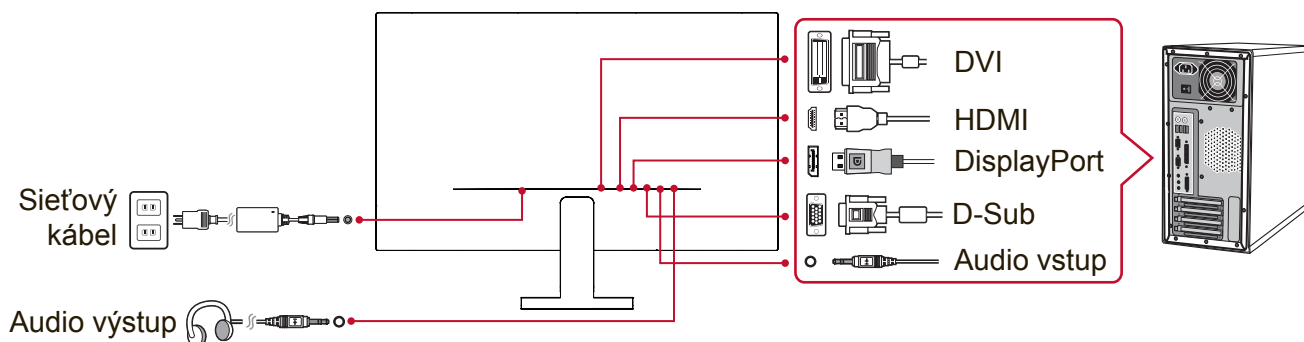 DVI
HDMI
DisplayPort
D-Sub
Audio vstup
Sieťový
kábel
Audio výstup